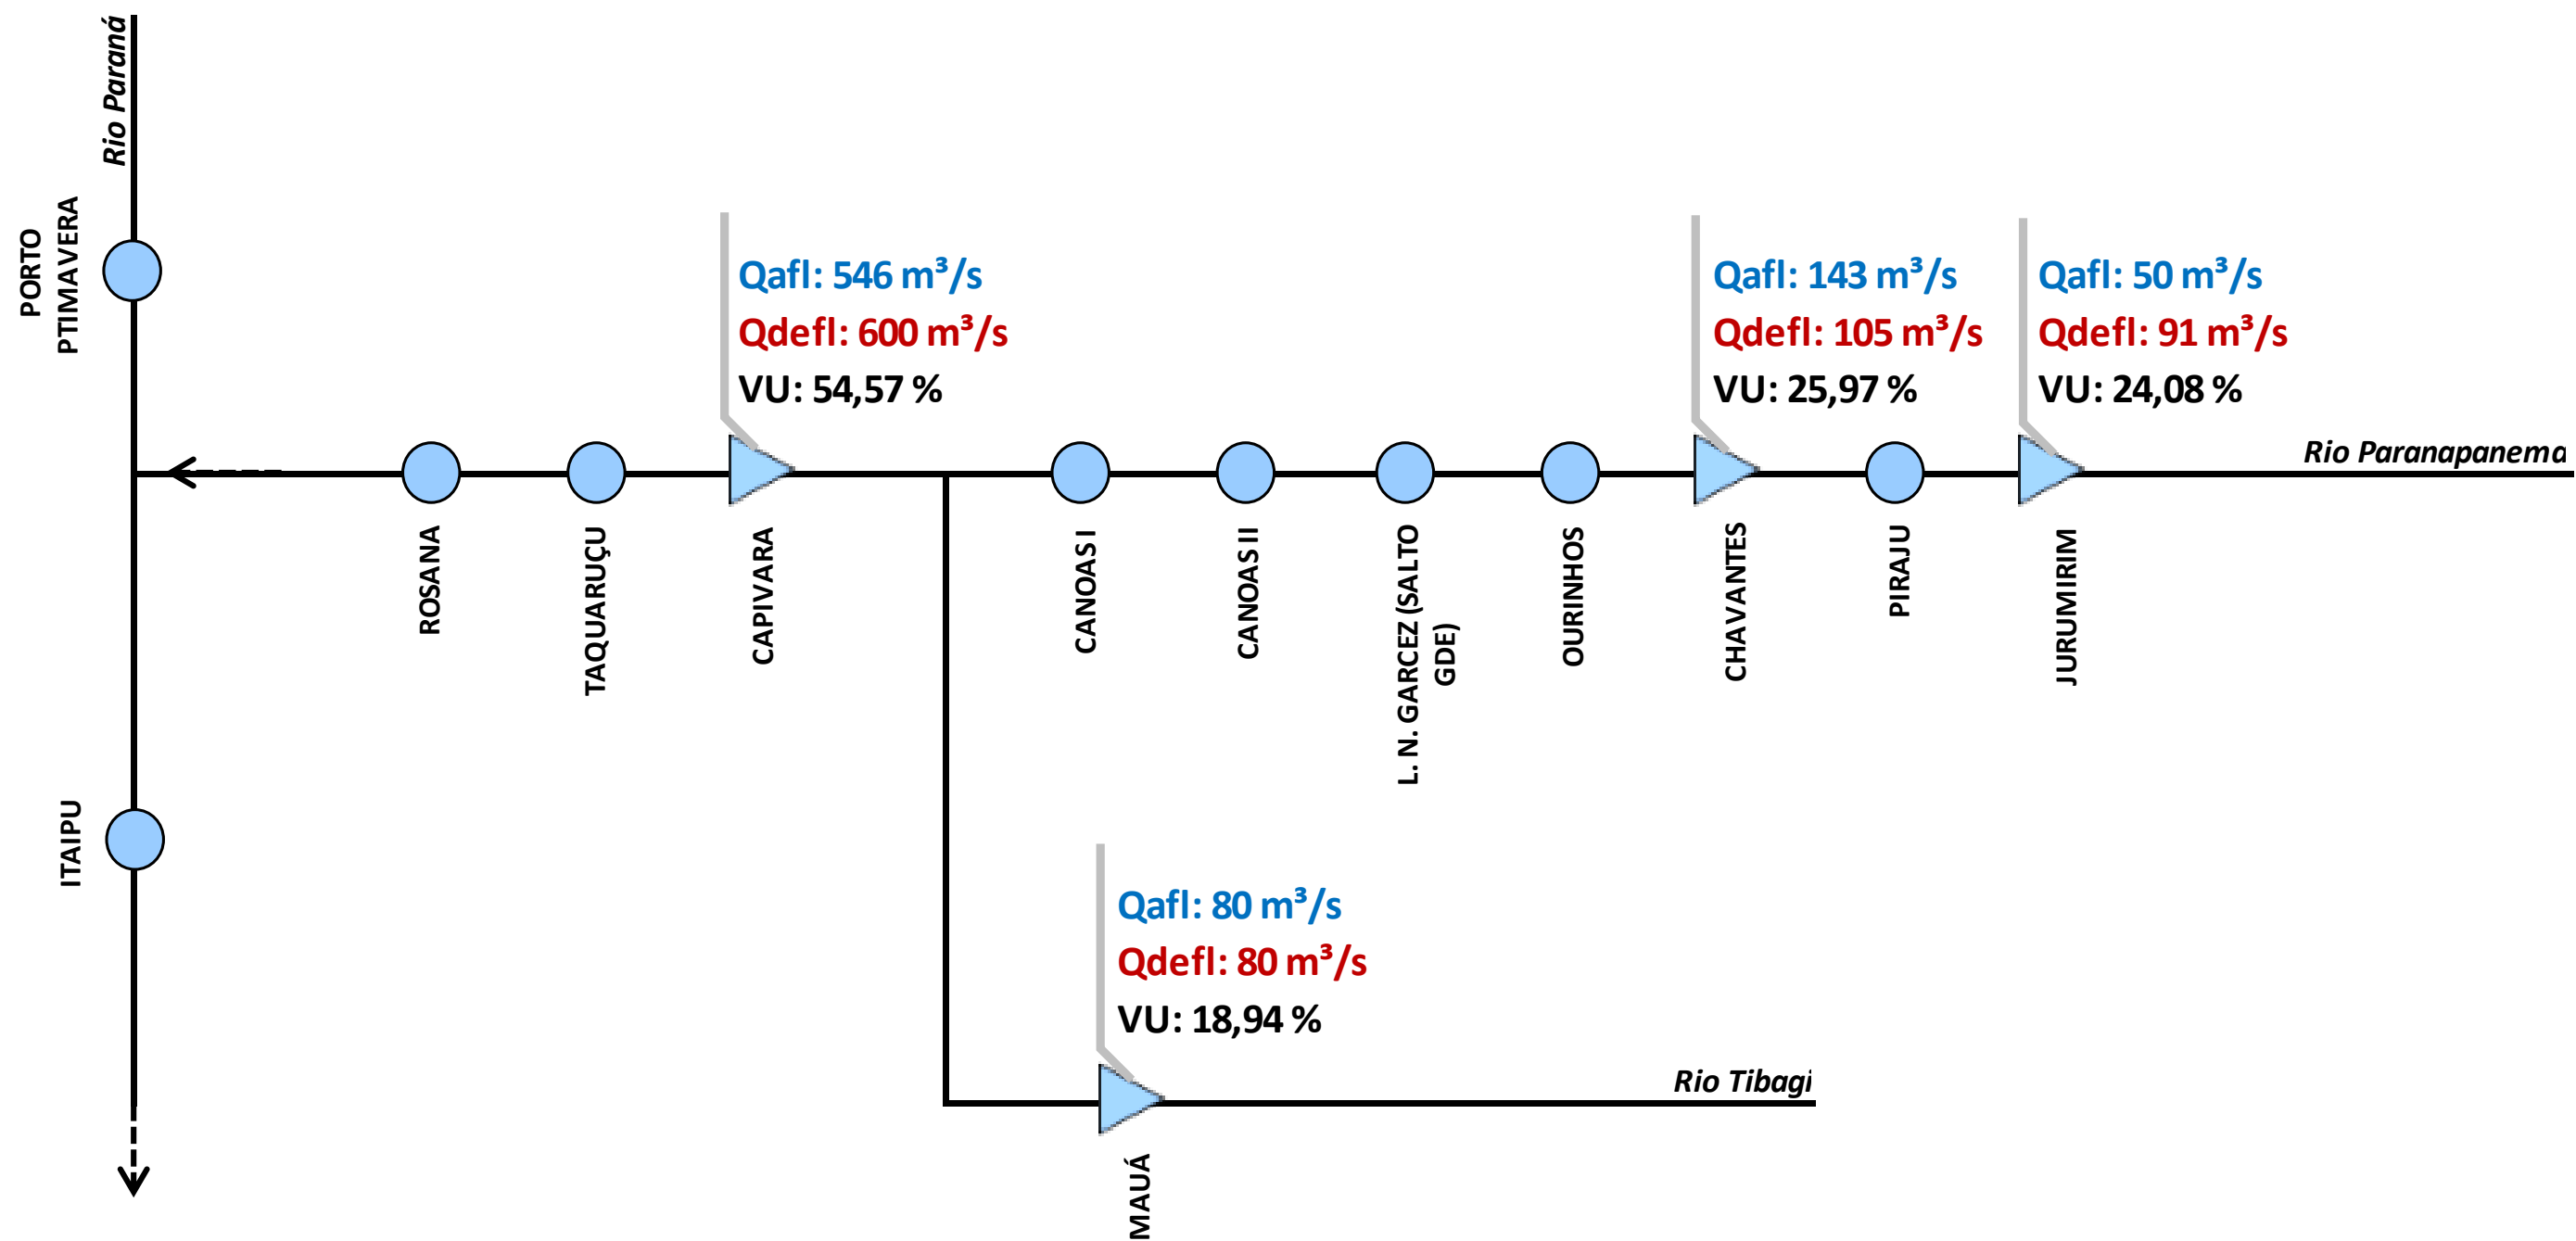 Rio Paraná
PORTO
PTIMAVERA
Qafl: 546 m³/s
Qdefl: 600 m³/s
VU: 54,57 %
Qafl: 143 m³/s
Qdefl: 105 m³/s
VU: 25,97 %
Qafl: 50 m³/s
Qdefl: 91 m³/s
VU: 24,08 %
Rio Paranapanema
ROSANA
TAQUARUÇU
CAPIVARA
CANOAS I
CANOAS II
L. N. GARCEZ (SALTO
GDE)
OURINHOS
CHAVANTES
PIRAJU
JURUMIRIM
ITAIPU
Qafl: 80 m³/s
Qdefl: 80 m³/s
VU: 18,94 %
Rio Tibagi
MAUÁ